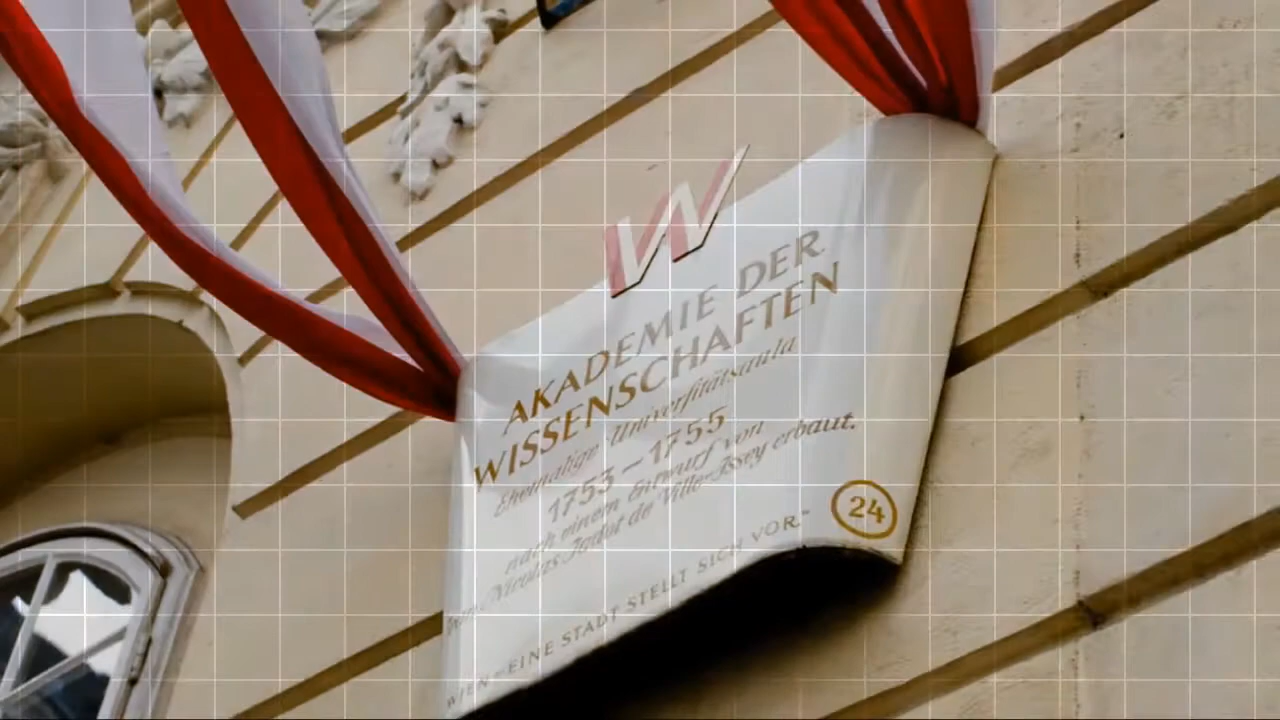 W
AKADEMIE DER
WISSENSCHAFTEN
Ehemalige Universitätsaula
1753 – 1755
nach einem Entwurf von
von Nicolas Jadot de Ville-Issey erbaut.
24
WIEN – EINE STADT STELLT SICH VOR."